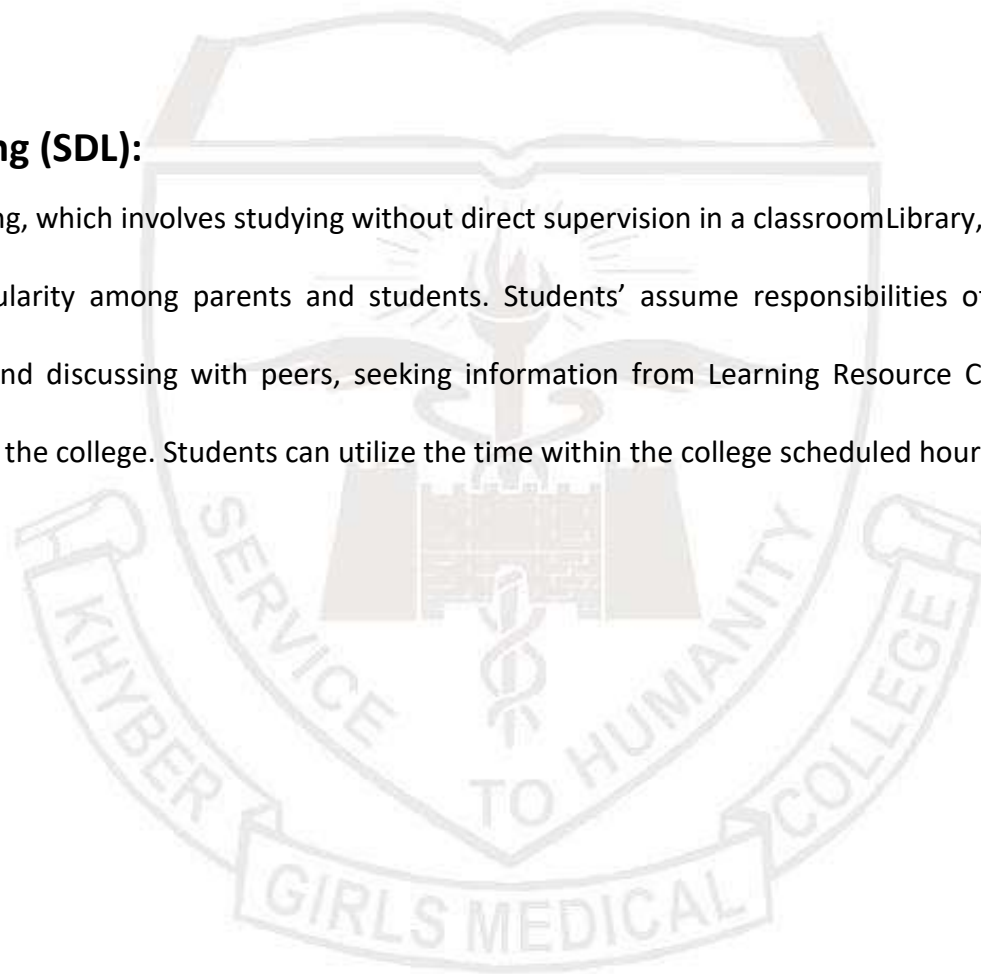 ng (SDL):
ng, which involves studying without direct supervision in a classroomLibrary,
ularity among parents and students. Students’ assume responsibilities of
nd discussing with peers, seeking information from Learning Resource C
the college. Students can utilize the time within the college scheduled hour
SERVICE TO HUMANITY
KHYBER GIRLS MEDICAL COLLEGE